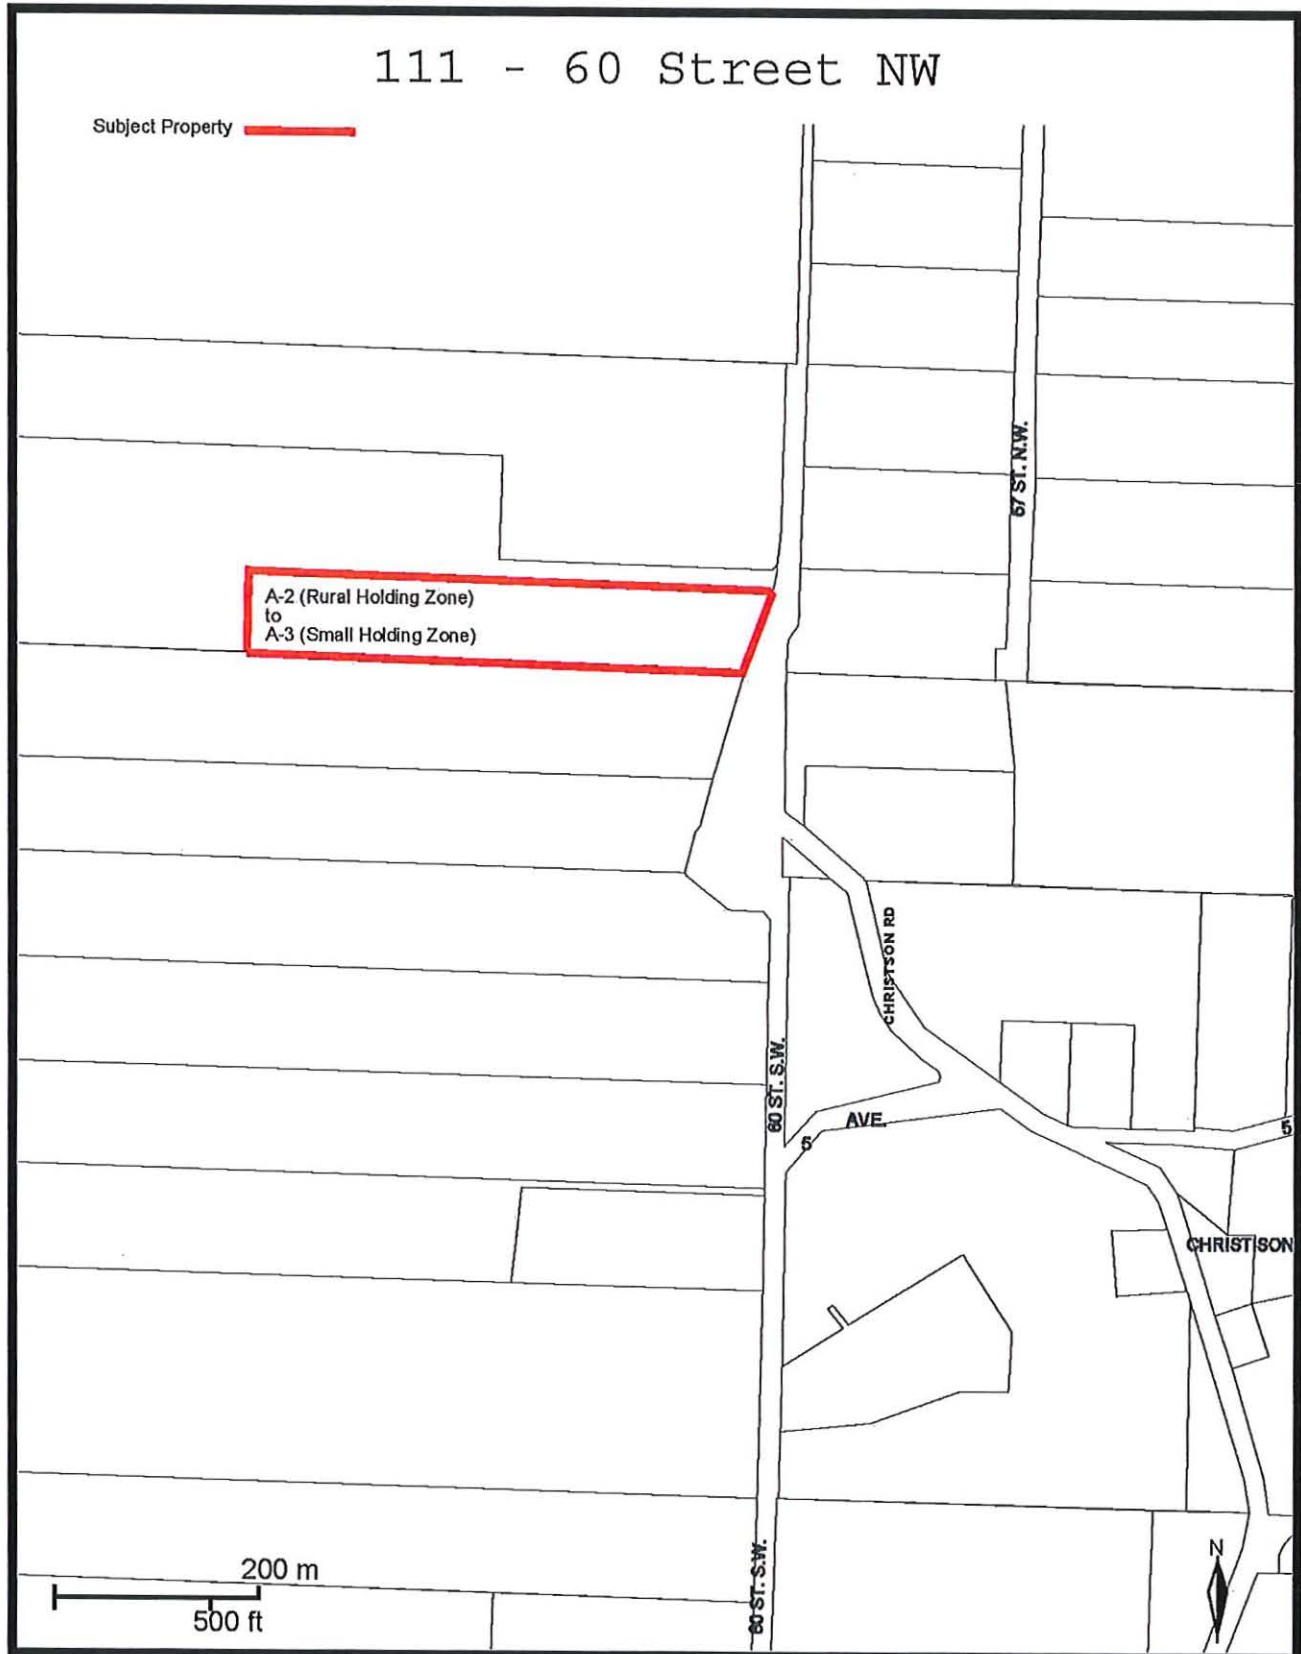 111 - 60 Street NW
Subject Property
67 ST. N.W.
A-2 (Rural Holding Zone)
to
A-3 (Small Holding Zone)
CHRISTSON RD
60 ST. S.W.
AVE.
5
5
CHRISTISON
60 ST. S.W.
N
200 m
500 ft